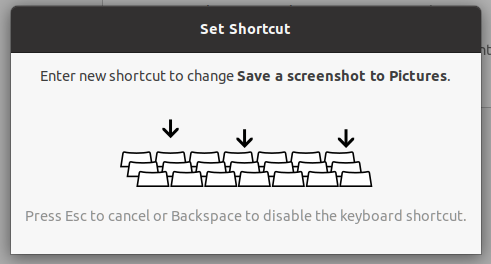 Set Shortcut
Enter new shortcut to change Save a screenshot to Pictures.
Press Esc to cancel or Backspace to disable the keyboard shortcut.